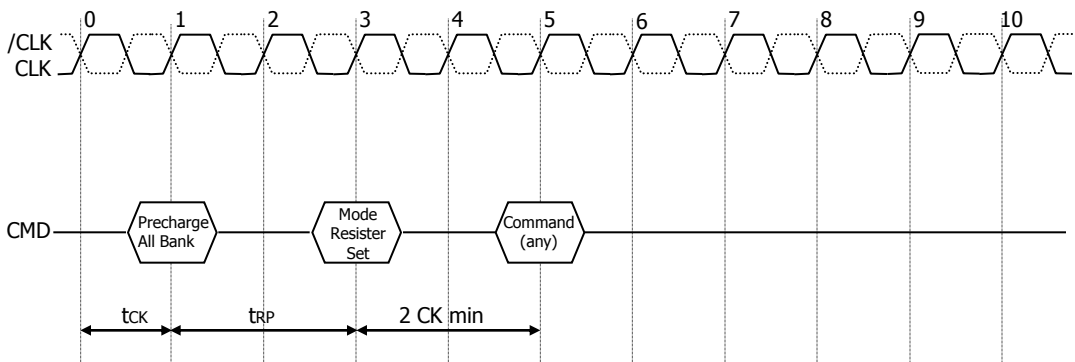 0 1 2 3 4 5 6 7 8 9 10
/CLK
CLK
CMD
Precharge
All Bank
Mode
Resister
Set
Command
(any)
tCK
tRP
2 CK min